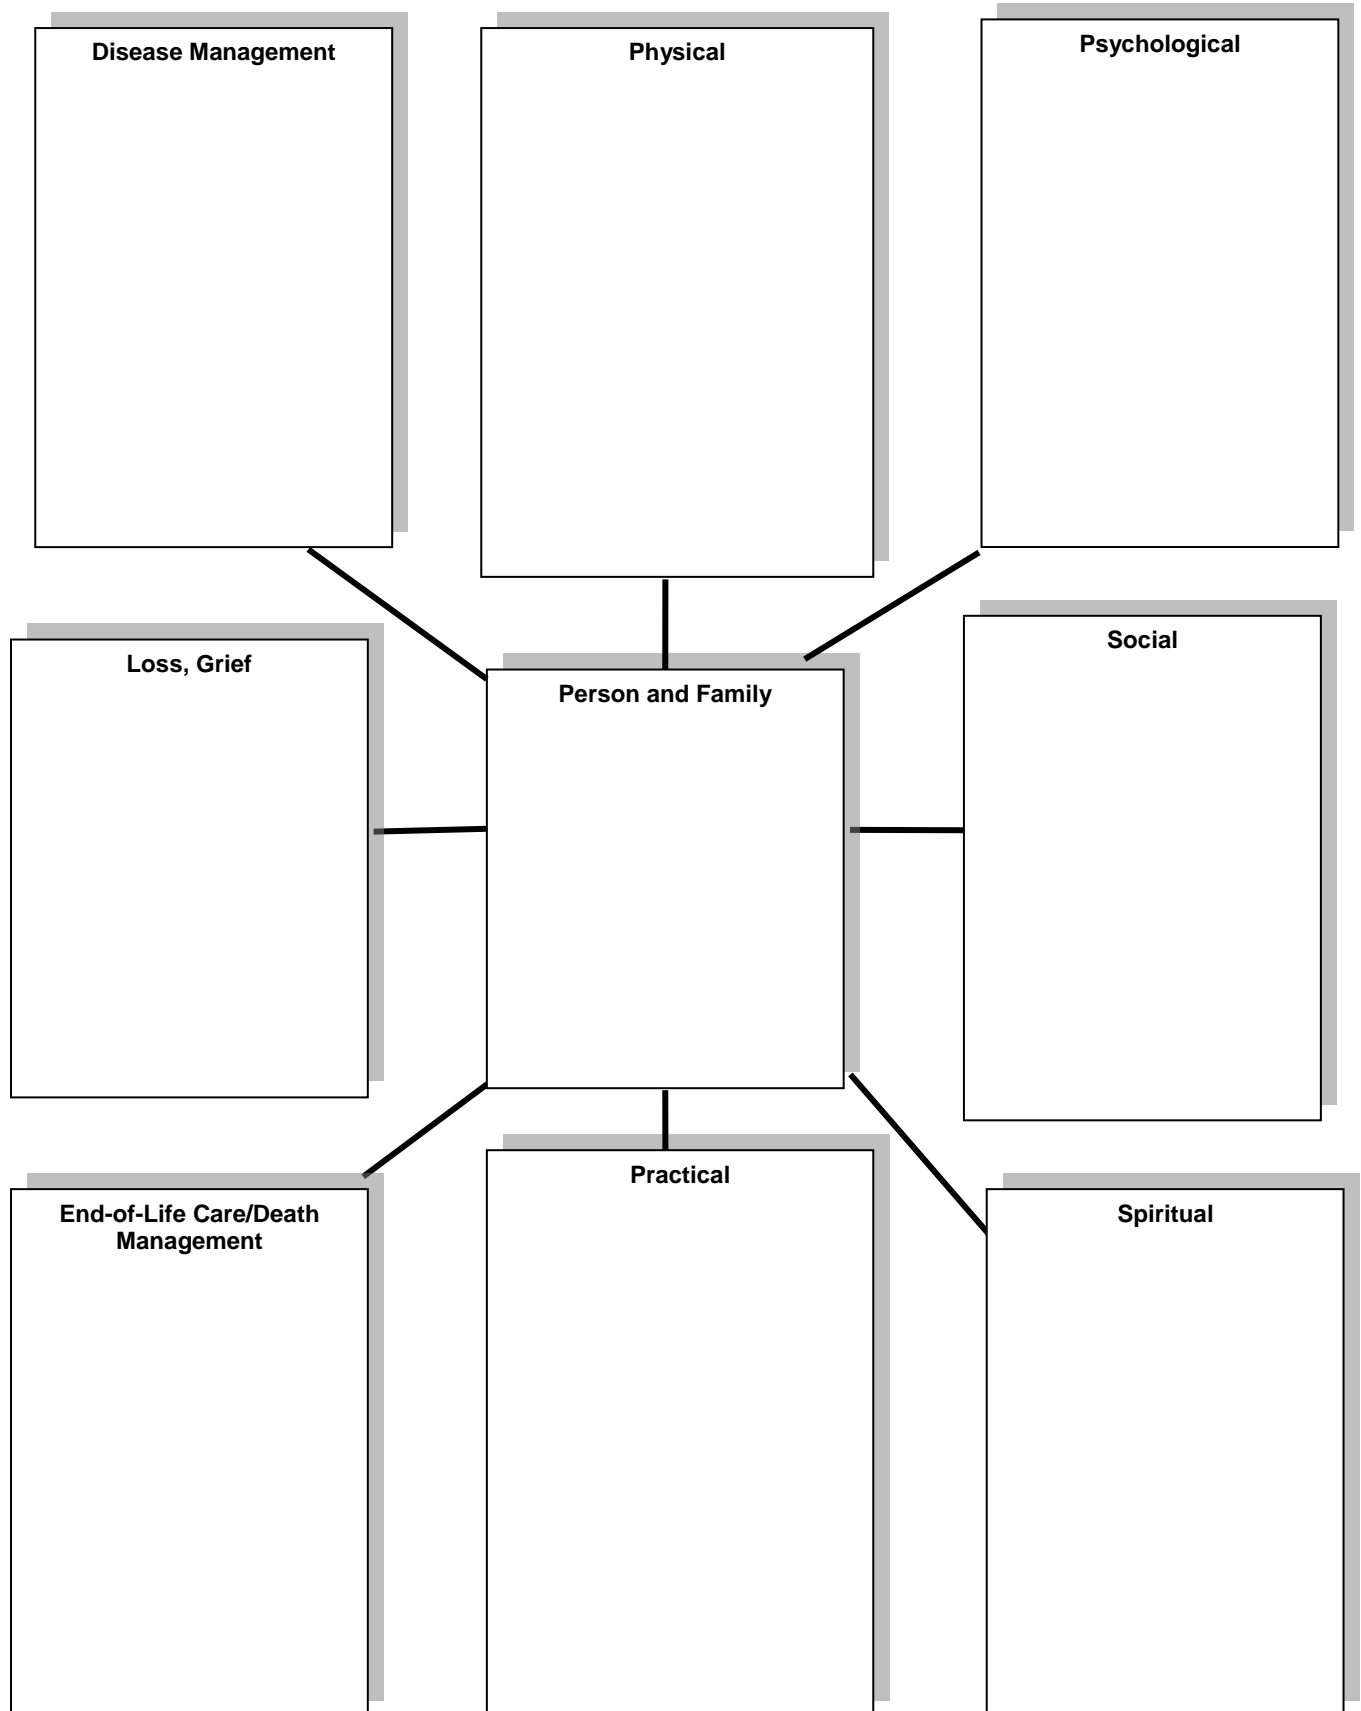 Disease Management
Physical
Psychological
Loss, Grief
Person and Family
Social
End-of-Life Care/Death
Management
Practical
Spiritual